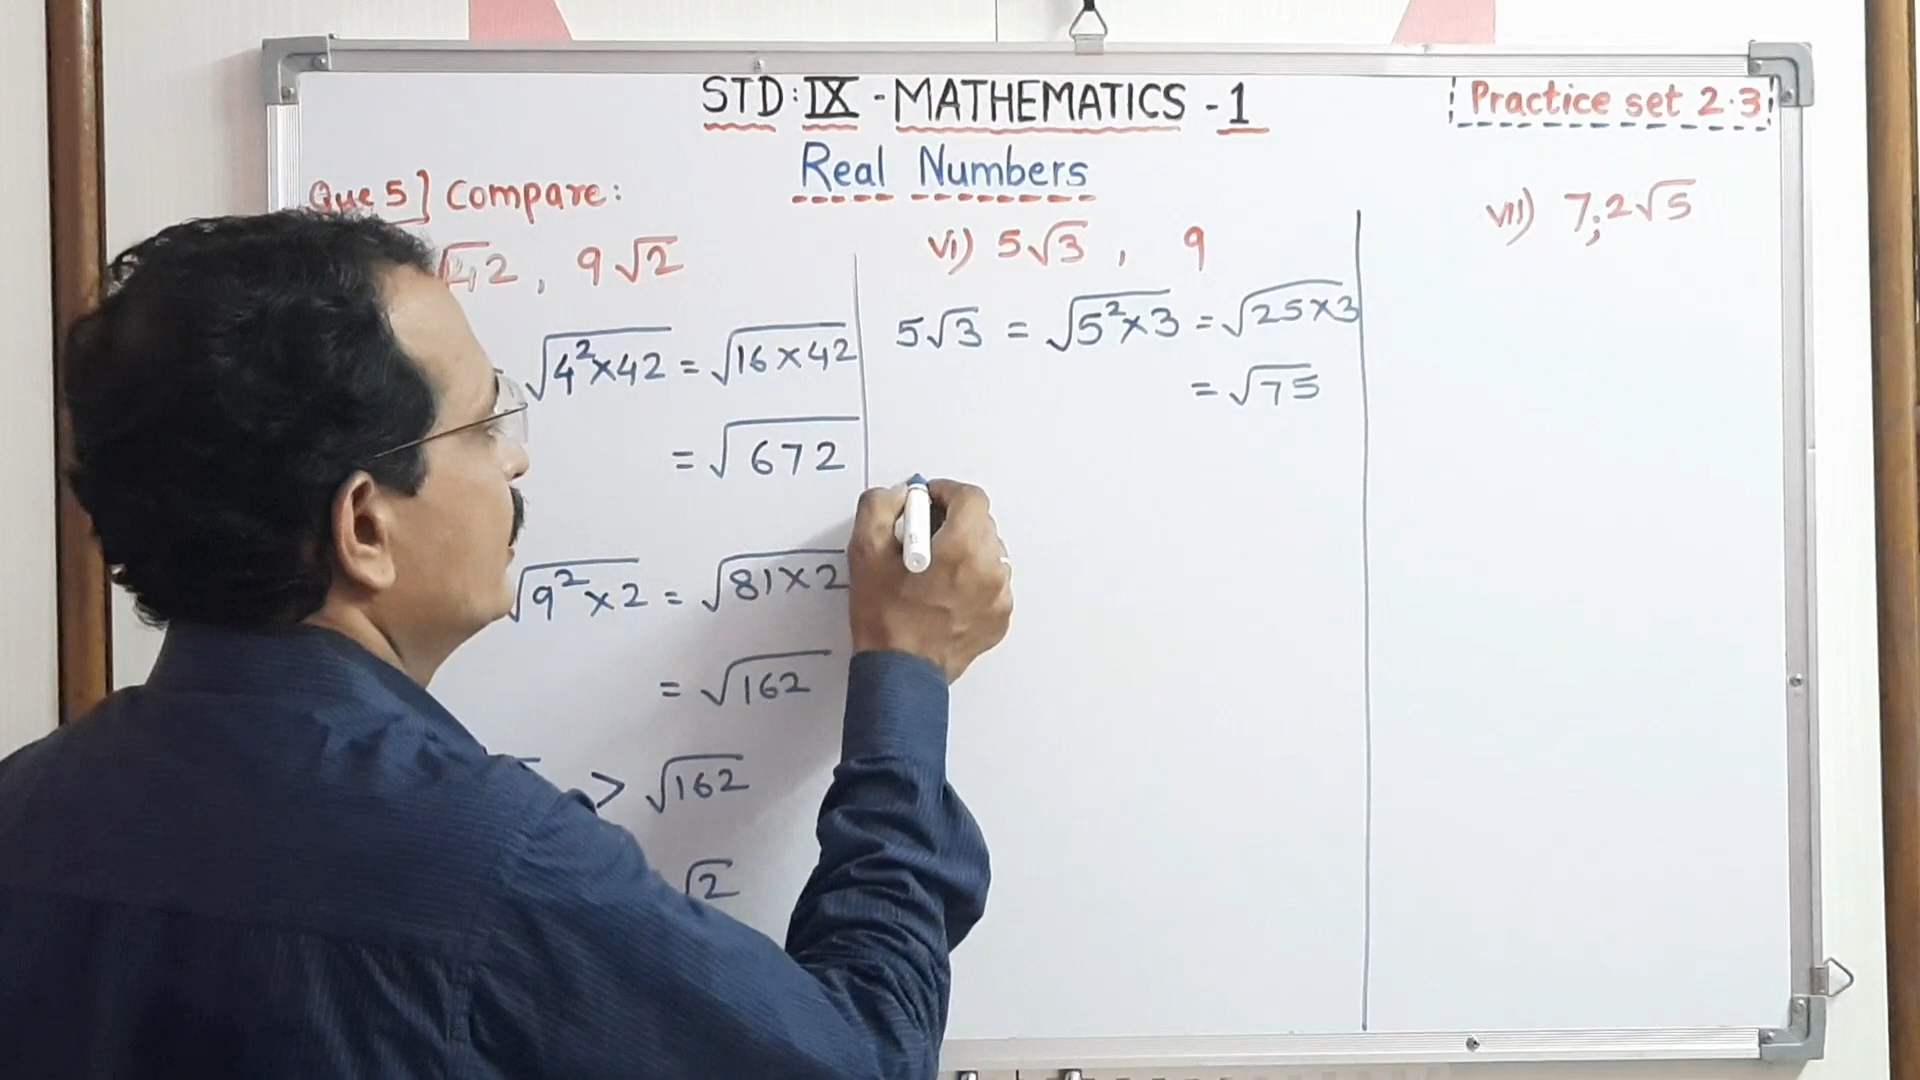 STD: IX - MATHEMATICS - 1
Practice set 2.3
Real Numbers
Que 5] Compare:
√42 , 9√2
√4²×42 = √16×42
= √672
√9²×2 = √81×2
= √162
> √162
√2
vi) 5√3 , 9
5√3 = √5²×3 = √25×3
= √75
vii) 7;2√5